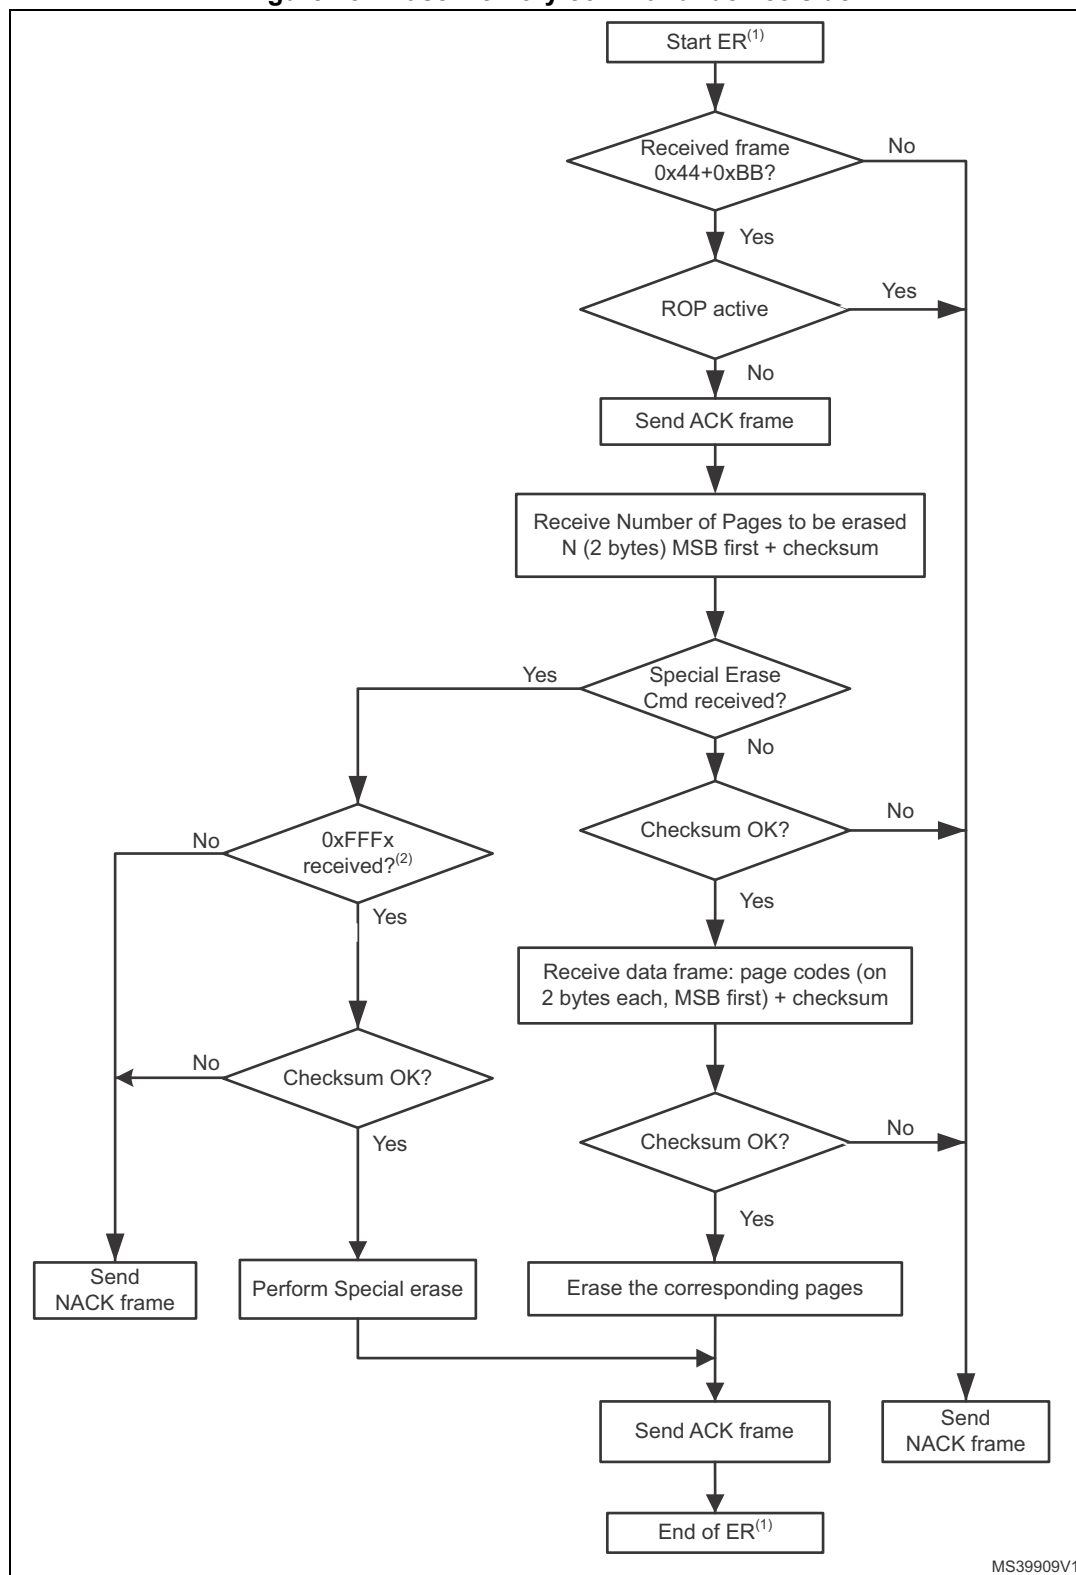 Start ER(1)
Received frame
0x44+0xBB?
No
Yes
ROP active
Yes
No
Send ACK frame
Receive Number of Pages to be erased
N (2 bytes) MSB first + checksum
Special Erase
Cmd received?
Yes
No
0xFFFx
received?(2)
No
Yes
Checksum OK?
No
Yes
Receive data frame: page codes (on
2 bytes each, MSB first) + checksum
Checksum OK?
No
Yes
Checksum OK?
No
Yes
Send
NACK frame
Perform Special erase
Erase the corresponding pages
Send ACK frame
Send
NACK frame
End of ER(1)
MS39909V1